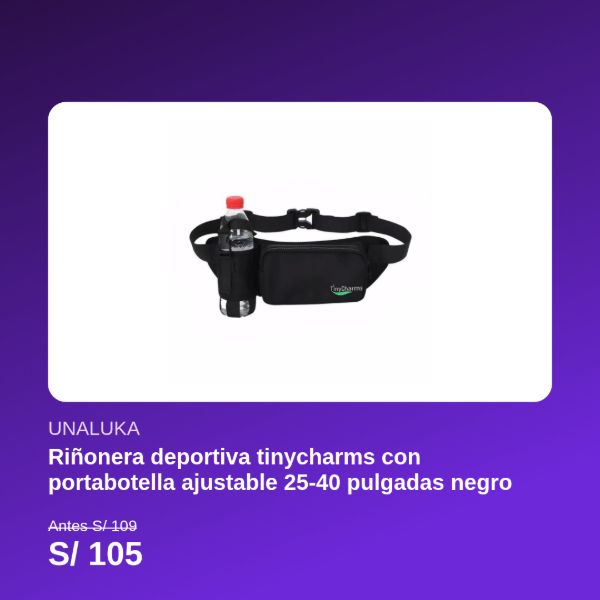 TinyCharms
UNALUKA
Riñonera deportiva tinycharms con
portabotella ajustable 25-40 pulgadas negro
Antes S/ 109
S/ 105